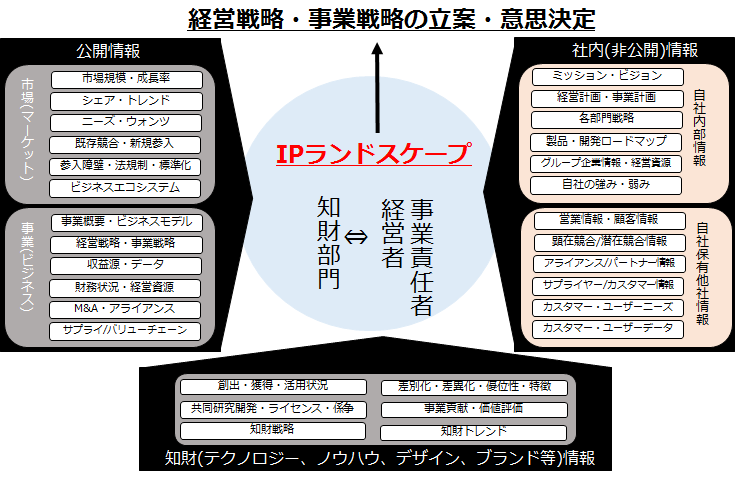 経営戦略・事業戦略の立案・意思決定
公開情報
市場(マーケット)
市場規模・成長率
シェア・トレンド
ニーズ・ウォンツ
既存競合・新規参入
参入障壁・法規制・標準化
ビジネスエコシステム
事業(ビジネス)
事業概要・ビジネスモデル
経営戦略・事業戦略
収益源・データ
財務状況・経営資源
M&A・アライアンス
サプライ/バリューチェーン
IPランドスケープ
知財部門
⇔
経営者
事業責任者
社内(非公開)情報
自社内部情報
ミッション・ビジョン
経営計画・事業計画
各部門戦略
製品・開発ロードマップ
グループ企業情報・経営資源
自社の強み・弱み
自社保有他社情報
営業情報・顧客情報
顕在競合/潜在競合情報
アライアンス/パートナー情報
サプライヤー/カスタマー情報
カスタマー・ユーザーニーズ
カスタマー・ユーザーデータ
創出・獲得・活用状況
共同研究開発・ライセンス・係争
知財戦略
差別化・差異化・優位性・特徴
事業貢献・価値評価
知財トレンド
知財(テクノロジー、ノウハウ、デザイン、ブランド等)情報